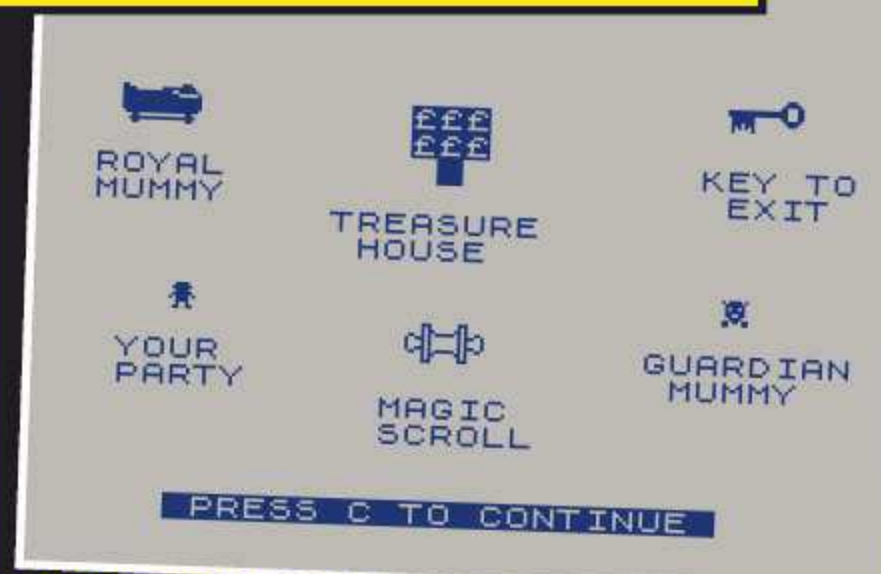 £££
£££
ROYAL
MUMMY
TREASURE
HOUSE
KEY TO
EXIT
YOUR
PARTY
MAGIC
SCROLL
GUARDIAN
MUMMY
PRESS C TO CONTINUE